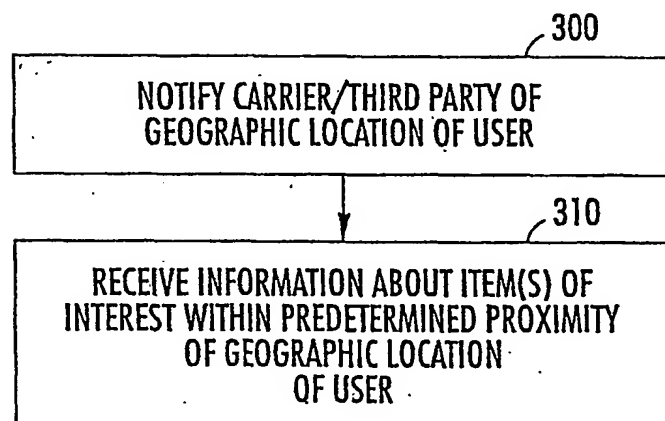 300
NOTIFY CARRIER/THIRD PARTY OF
GEOGRAPHIC LOCATION OF USER
310
RECEIVE INFORMATION ABOUT ITEM(S) OF
INTEREST WITHIN PREDETERMINED PROXIMITY
OF GEOGRAPHIC LOCATION
OF USER